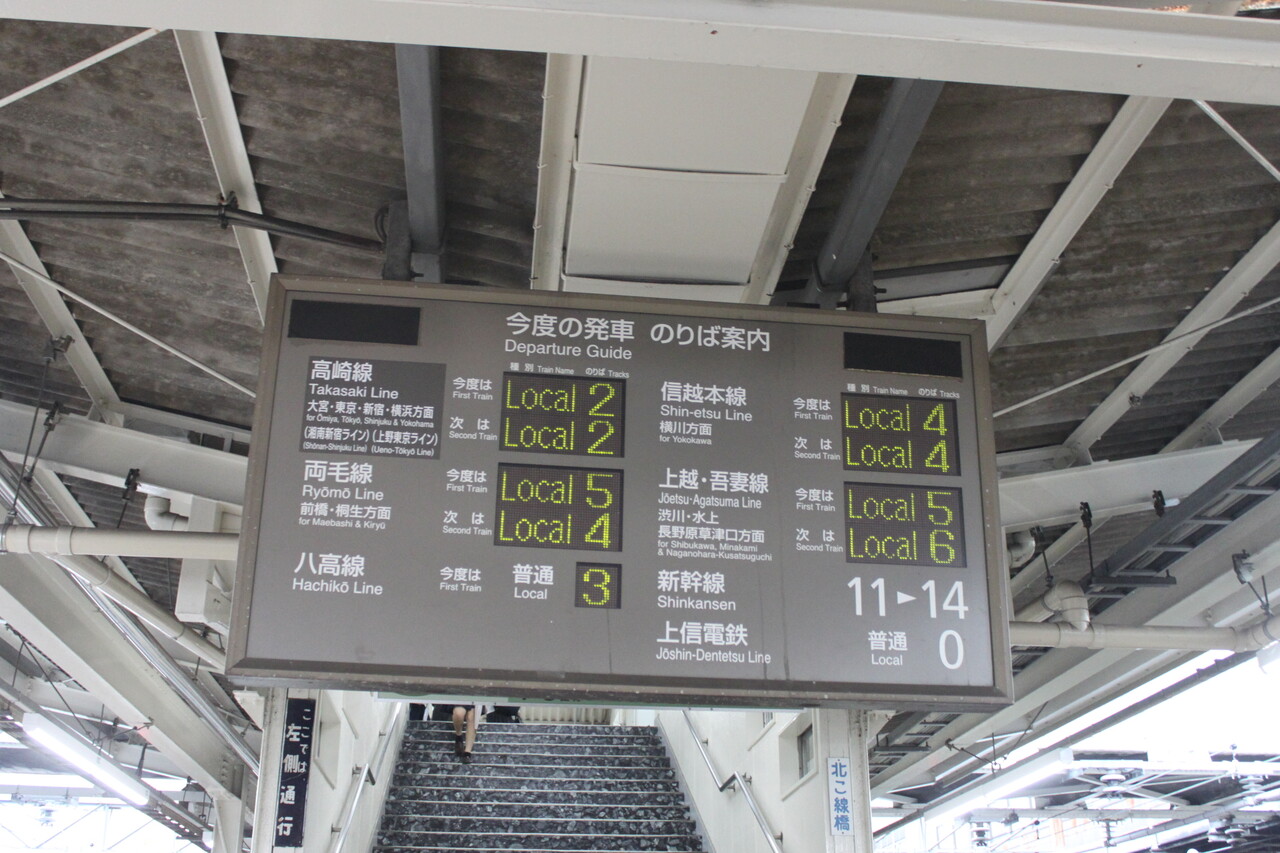 今度の発車 のりば案内
Departure Guide
高崎線
Takasaki Line
大宮・東京・新宿・横浜方面
for Ōmiya, Tōkyō, Shinjuku & Yokohama
(湘南新宿ライン)(上野東京ライン)
(Shōnan-Shinjuku Line) (Ueno-Tōkyō Line)
種 別 Train Name のりば Tracks
今度は
First Train
Local 2
次 は
Second Train
Local 2
両毛線
Ryōmō Line
前橋・桐生方面
for Maebashi & Kiryū
今度は
First Train
Local 5
次 は
Second Train
Local 4
八高線
Hachikō Line
今度は
First Train
普通
Local
3
信越本線
Shin-etsu Line
横川方面
for Yokokawa
種 別 Train Name のりば Tracks
今度は
First Train
Local 4
次 は
Second Train
Local 4
上越・吾妻線
Jōetsu・Agatsuma Line
渋川・水上
長野原草津口方面
for Shibukawa, Minakami
& Naganohara-Kusatsuguchi
今度は
First Train
Local 5
次 は
Second Train
Local 6
新幹線
Shinkansen
11►14
上信電鉄
Jōshin-Dentetsu Line
普通
Local
0
ここでは
左側通行
北こ線橋